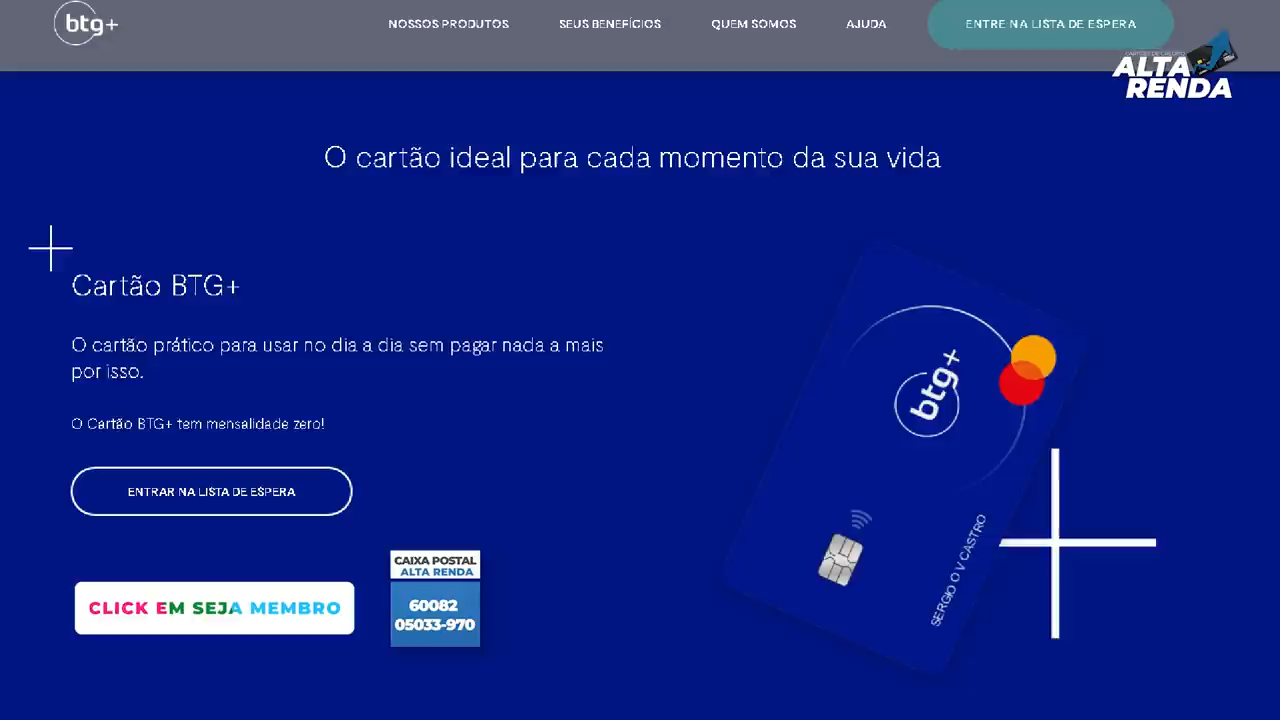 btg+
NOSSOS PRODUTOS
SEUS BENEFÍCIOS
QUEM SOMOS
AJUDA
ENTRE NA LISTA DE ESPERA
CARTÕES DE CRÉDITO
ALTA
RENDA
O cartão ideal para cada momento da sua vida
Cartão BTG+
O cartão prático para usar no dia a dia sem pagar nada a mais
por isso.
O Cartão BTG+ tem mensalidade zero!
ENTRAR NA LISTA DE ESPERA
btg+
SERGIO O V CASTRO
CLICK EM SEJA MEMBRO
CAIXA POSTAL
ALTA RENDA
60082
05033-970